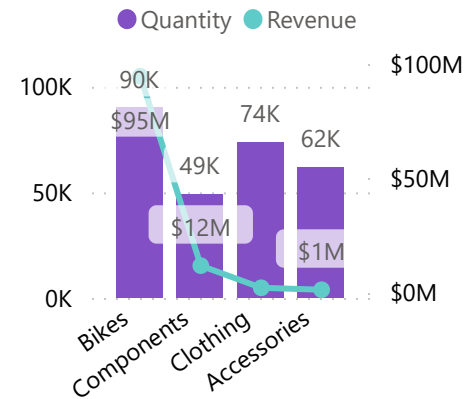 Quantity Revenue
$100M
100K
90K
$95M
74K
62K
49K
$50M
50K
$12M
$1M
0K
$0M
Bikes
Components
Clothing
Accessories